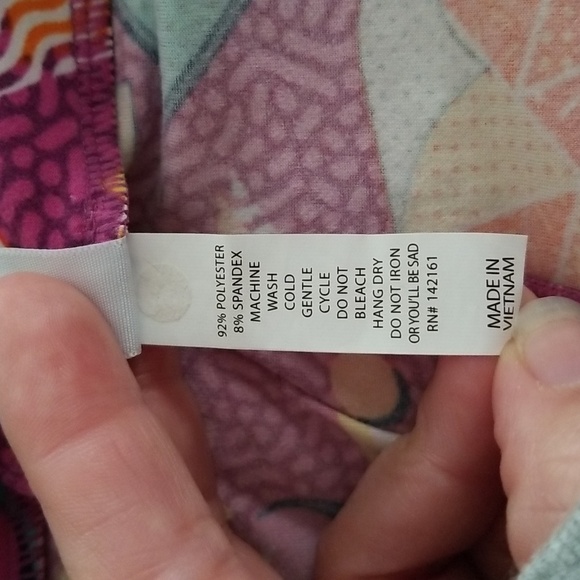 92% POLYESTER
8% SPANDEX
MACHINE
WASH
COLD
GENTLE
CYCLE
DO NOT
BLEACH
HANG DRY
DO NOT IRON
OR YOU'LL BE SAD
RN# 142161
MADE IN
VIETNAM